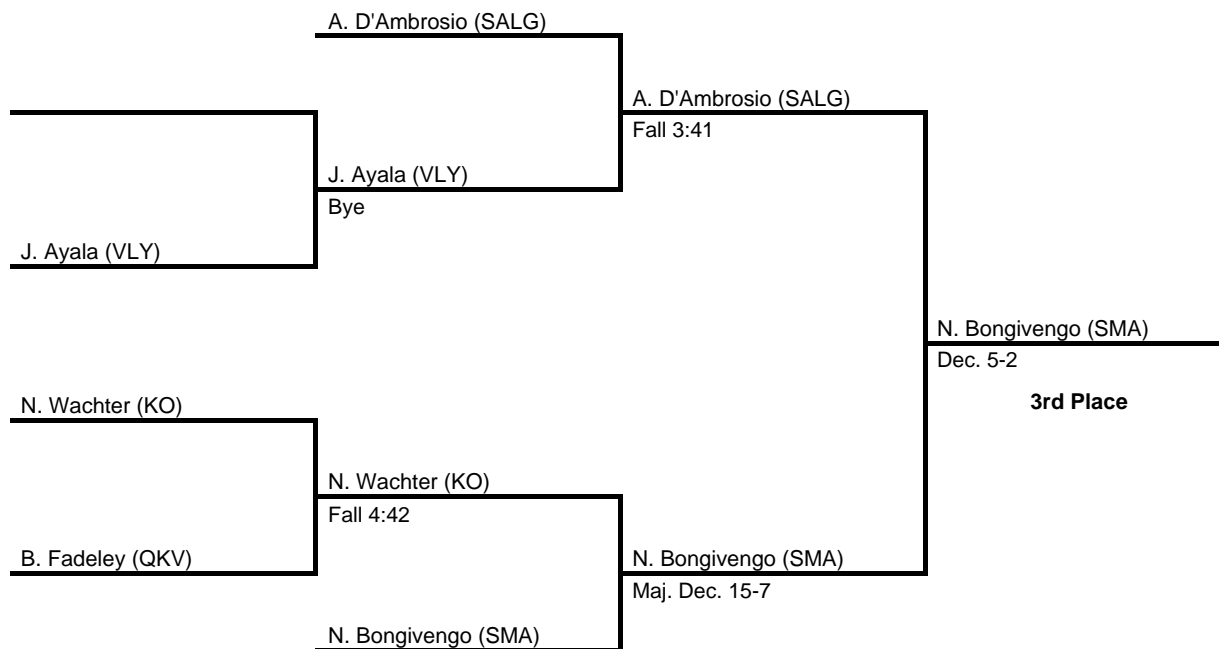 A. D'Ambrosio (SALG)
A. D'Ambrosio (SALG)
Fall 3:41
J. Ayala (VLY)
Bye
J. Ayala (VLY)
N. Bongivengo (SMA)
Dec. 5-2
3rd Place
N. Wachter (KO)
N. Wachter (KO)
Fall 4:42
B. Fadeley (QKV)
N. Bongivengo (SMA)
Maj. Dec. 15-7
N. Bongivengo (SMA)